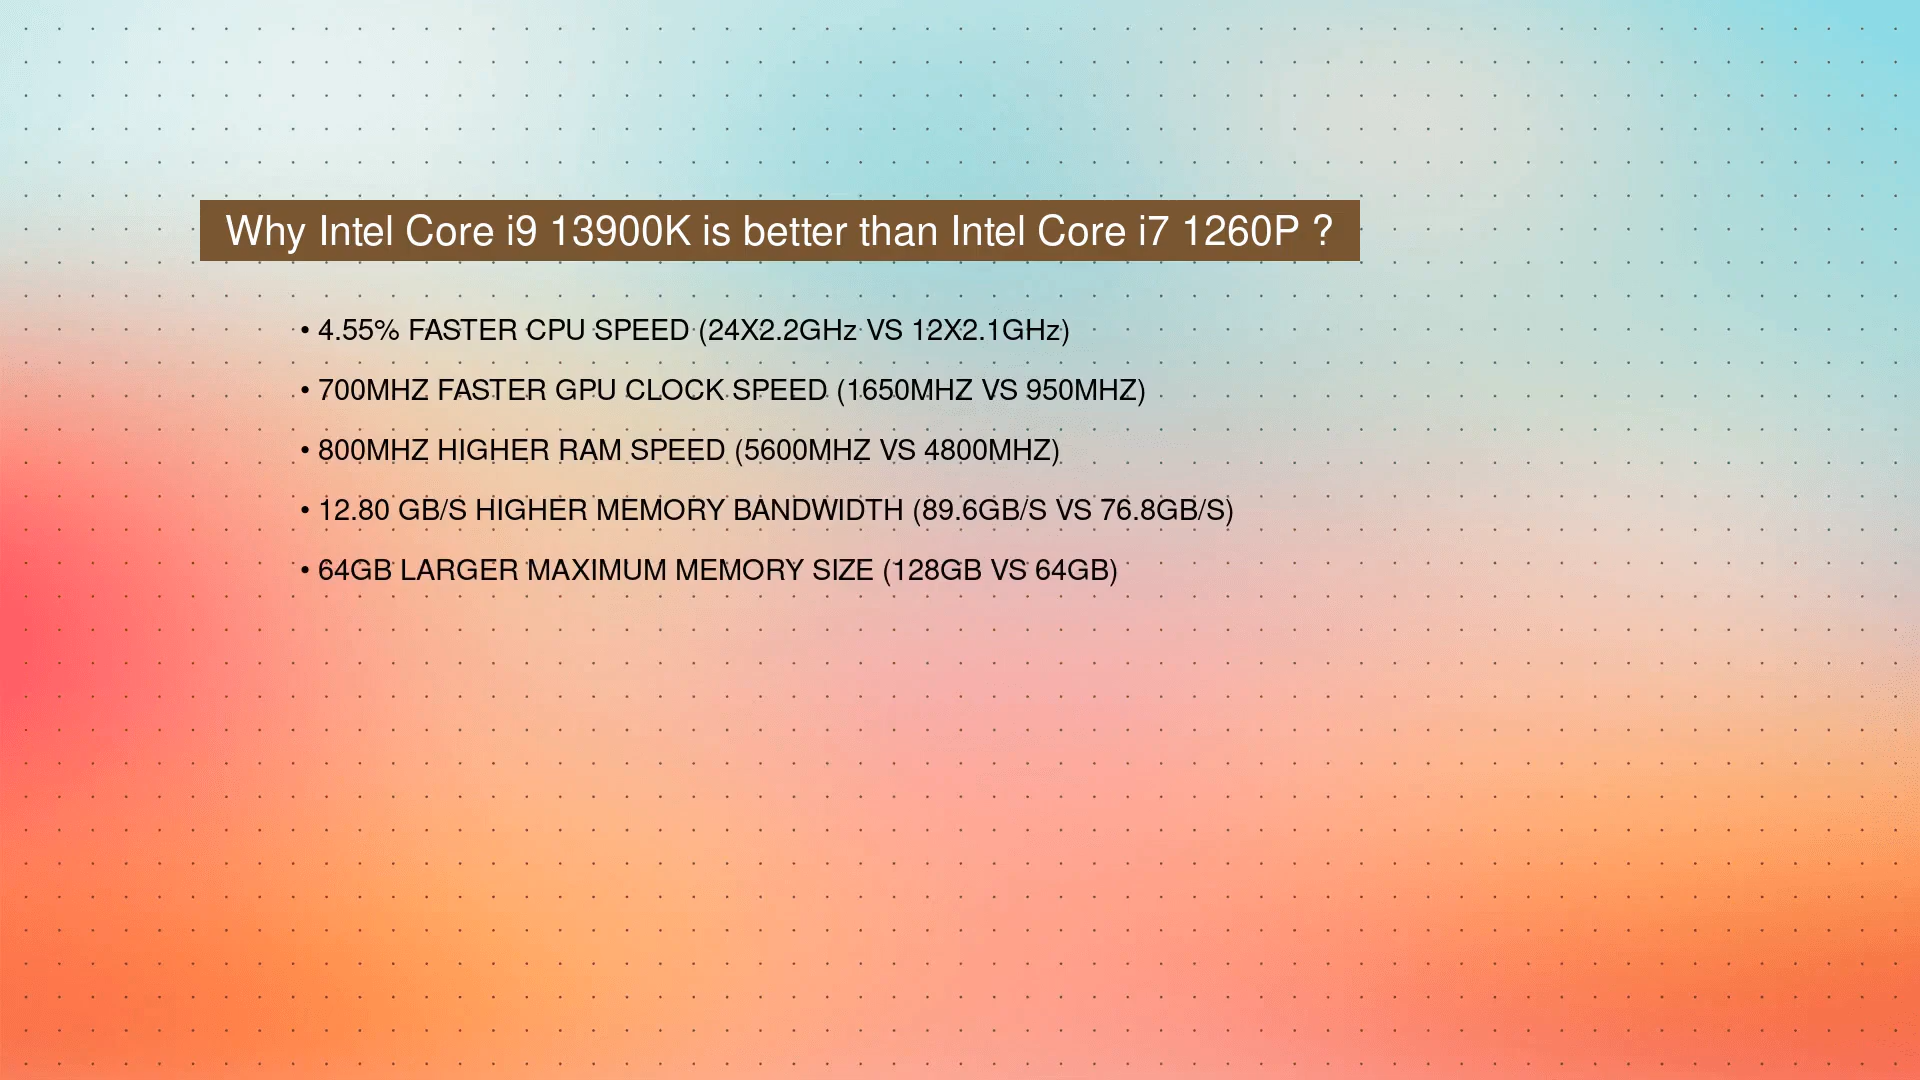 Why Intel Core i9 13900K is better than Intel Core i7 1260P ?
• 4.55% FASTER CPU SPEED (24X2.2GHz VS 12X2.1GHz)
• 700MHZ FASTER GPU CLOCK SPEED (1650MHZ VS 950MHZ)
• 800MHZ HIGHER RAM SPEED (5600MHZ VS 4800MHZ)
• 12.80 GB/S HIGHER MEMORY BANDWIDTH (89.6GB/S VS 76.8GB/S)
• 64GB LARGER MAXIMUM MEMORY SIZE (128GB VS 64GB)